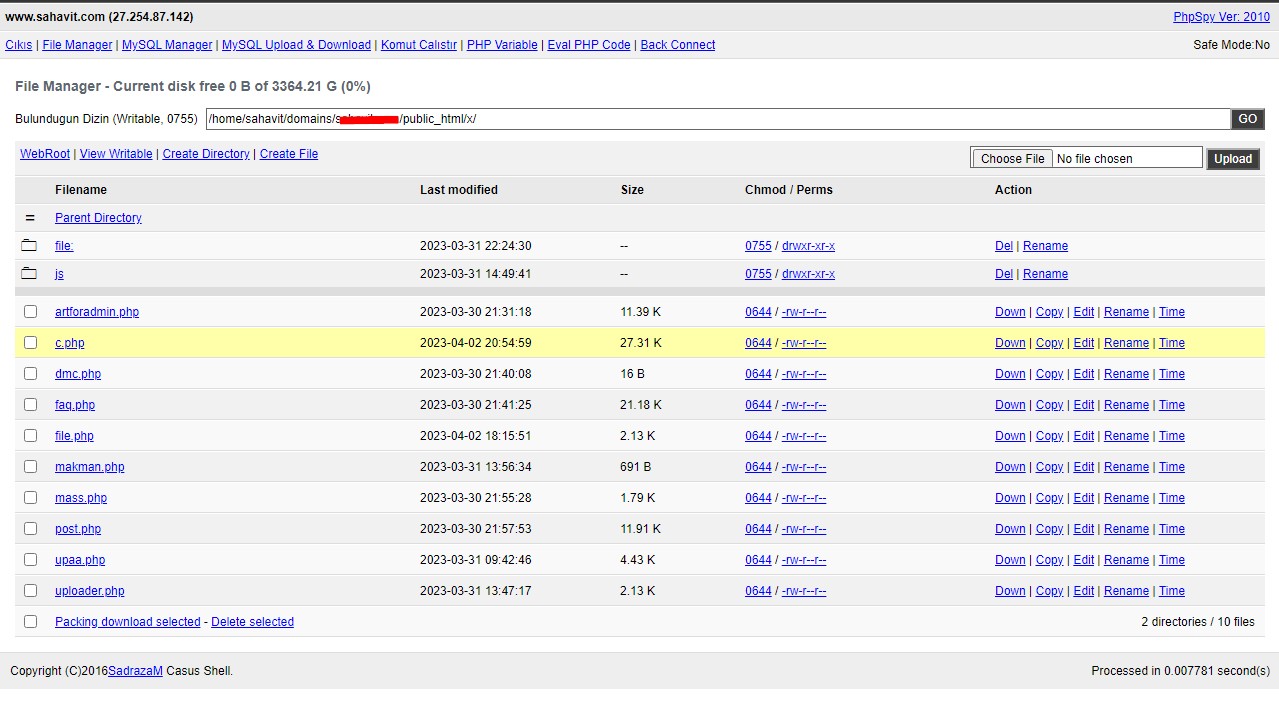 www.sahavit.com (27.254.87.142) PhpSpy Ver: 2010
Cıkıs | File Manager | MySQL Manager | MySQL Upload & Download | Komut Calıstır | PHP Variable | Eval PHP Code | Back Connect Safe Mode:No
File Manager - Current disk free 0 B of 3364.21 G (0%)
Bulundugun Dizin (Writable, 0755) /home/sahavit/domains/s /public_html/x/ GO
WebRoot | View Writable | Create Directory | Create File Choose File No file chosen Upload
Filename Last modified Size Chmod / Perms Action
= Parent Directory
file: 2023-03-31 22:24:30 -- 0755 / drwxr-xr-x Del | Rename
js 2023-03-31 14:49:41 -- 0755 / drwxr-xr-x Del | Rename
artforadmin.php 2023-03-30 21:31:18 11.39 K 0644 / -rw-r--r-- Down | Copy | Edit | Rename | Time
c.php 2023-04-02 20:54:59 27.31 K 0644 / -rw-r--r-- Down | Copy | Edit | Rename | Time
dmc.php 2023-03-30 21:40:08 16 B 0644 / -rw-r--r-- Down | Copy | Edit | Rename | Time
faq.php 2023-03-30 21:41:25 21.18 K 0644 / -rw-r--r-- Down | Copy | Edit | Rename | Time
file.php 2023-04-02 18:15:51 2.13 K 0644 / -rw-r--r-- Down | Copy | Edit | Rename | Time
makman.php 2023-03-31 13:56:34 691 B 0644 / -rw-r--r-- Down | Copy | Edit | Rename | Time
mass.php 2023-03-30 21:55:28 1.79 K 0644 / -rw-r--r-- Down | Copy | Edit | Rename | Time
post.php 2023-03-30 21:57:53 11.91 K 0644 / -rw-r--r-- Down | Copy | Edit | Rename | Time
upaa.php 2023-03-31 09:42:46 4.43 K 0644 / -rw-r--r-- Down | Copy | Edit | Rename | Time
uploader.php 2023-03-31 13:47:17 2.13 K 0644 / -rw-r--r-- Down | Copy | Edit | Rename | Time
Packing download selected - Delete selected 2 directories / 10 files
Copyright (C)2016SadrazaM Casus Shell. Processed in 0.007781 second(s)